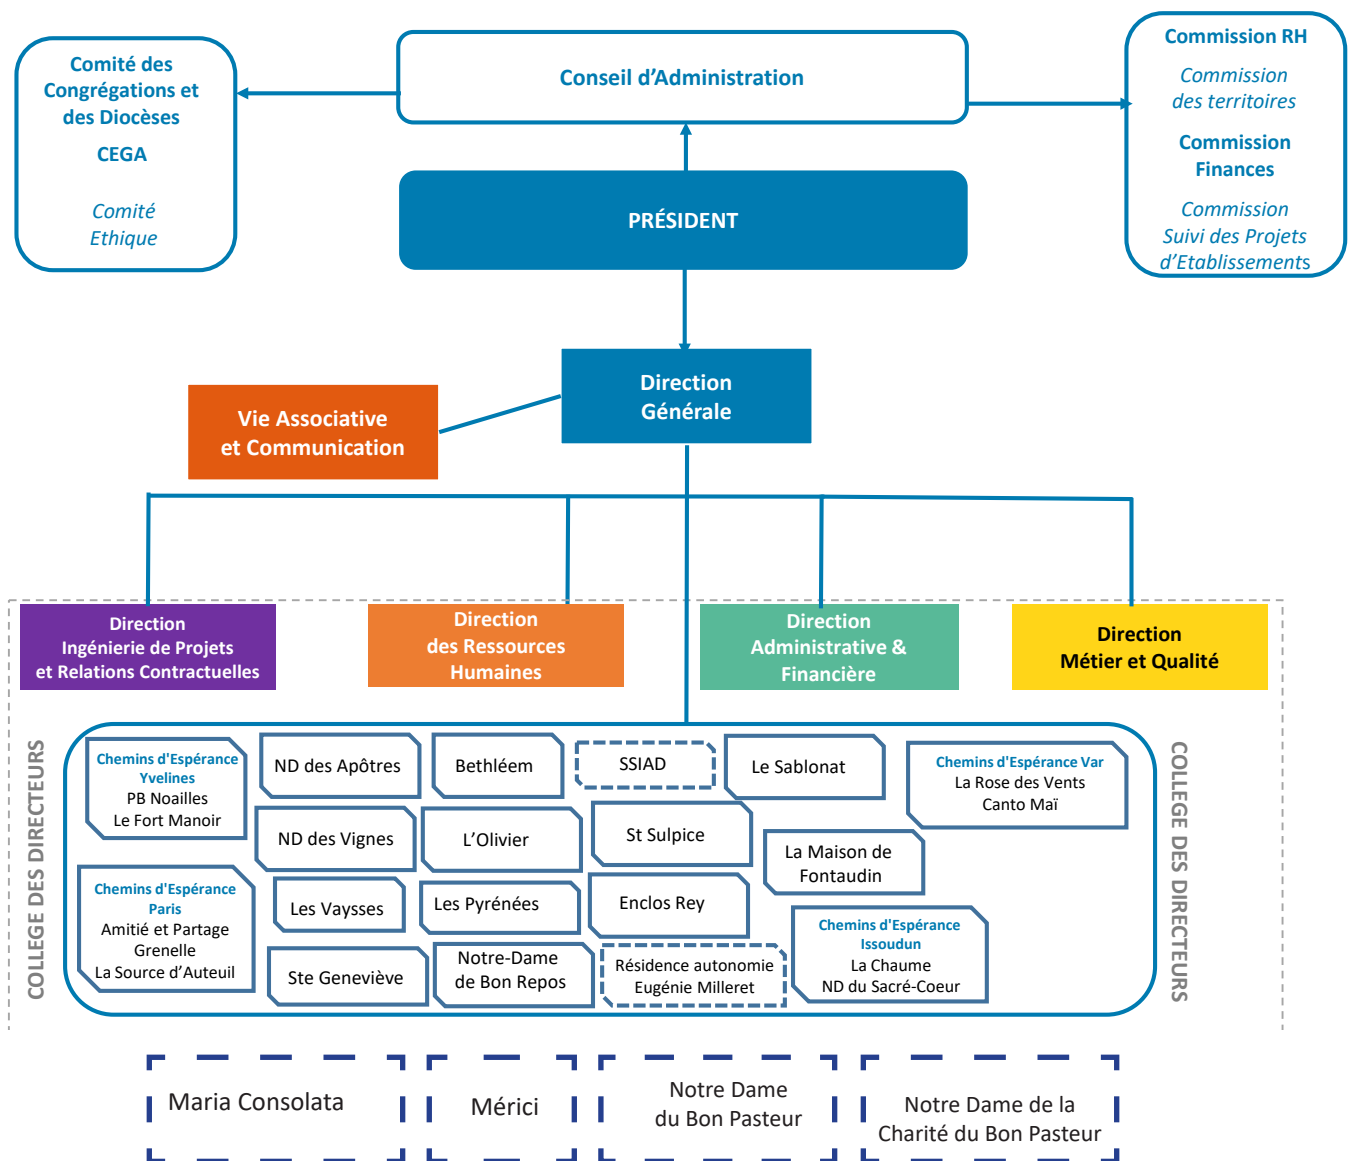 Comité des
Congrégations et
des Diocèses
CEGA
Comité
Ethique
Conseil d’Administration
Commission RH
Commission
des territoires
Commission
Finances
Commission
Suivi des Projets
d’Etablissements
PRÉSIDENT
Direction
Générale
Vie Associative
et Communication
Direction
Ingénierie de Projets
et Relations Contractuelles
Direction
des Ressources
Humaines
Direction
Administrative &
Financière
Direction
Métier et Qualité
COLLEGE DES DIRECTEURS
Chemins d'Espérance
Yvelines
PB Noailles
Le Fort Manoir
ND des Apôtres
Bethléem
SSIAD
Le Sablonat
Chemins d'Espérance Var
La Rose des Vents
Canto Maï
ND des Vignes
L’Olivier
St Sulpice
La Maison de
Fontaudin
Chemins d'Espérance
Paris
Amitié et Partage
Grenelle
La Source d’Auteuil
Les Vaysses
Les Pyrénées
Enclos Rey
Chemins d'Espérance
Issoudun
La Chaume
ND du Sacré-Coeur
Ste Geneviève
Notre-Dame
de Bon Repos
Résidence autonomie
Eugénie Milleret
COLLEGE DES DIRECTEURS
Maria Consolata
Mérici
Notre Dame
du Bon Pasteur
Notre Dame de la
Charité du Bon Pasteur